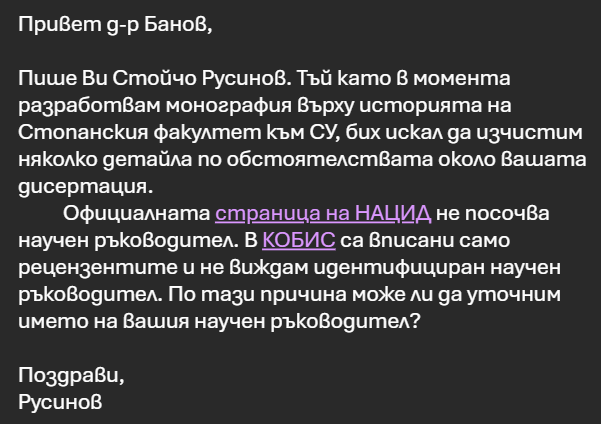 Привет д-р Банов,
Пише Ви Стойчо Русинов. Тъй като в момента
разработвам монография върху историята на
Стопанския факултет към СУ, бих искал да изчистим
няколко детайла по обстоятелствата около вашата
дисертация.
Официалната страница на НАЦИД не посочва
научен ръководител. В КОБИС са вписани само
рецензентите и не виждам идентифициран научен
ръководител. По тази причина може ли да уточним
името на вашия научен ръководител?
Поздрави,
Русинов